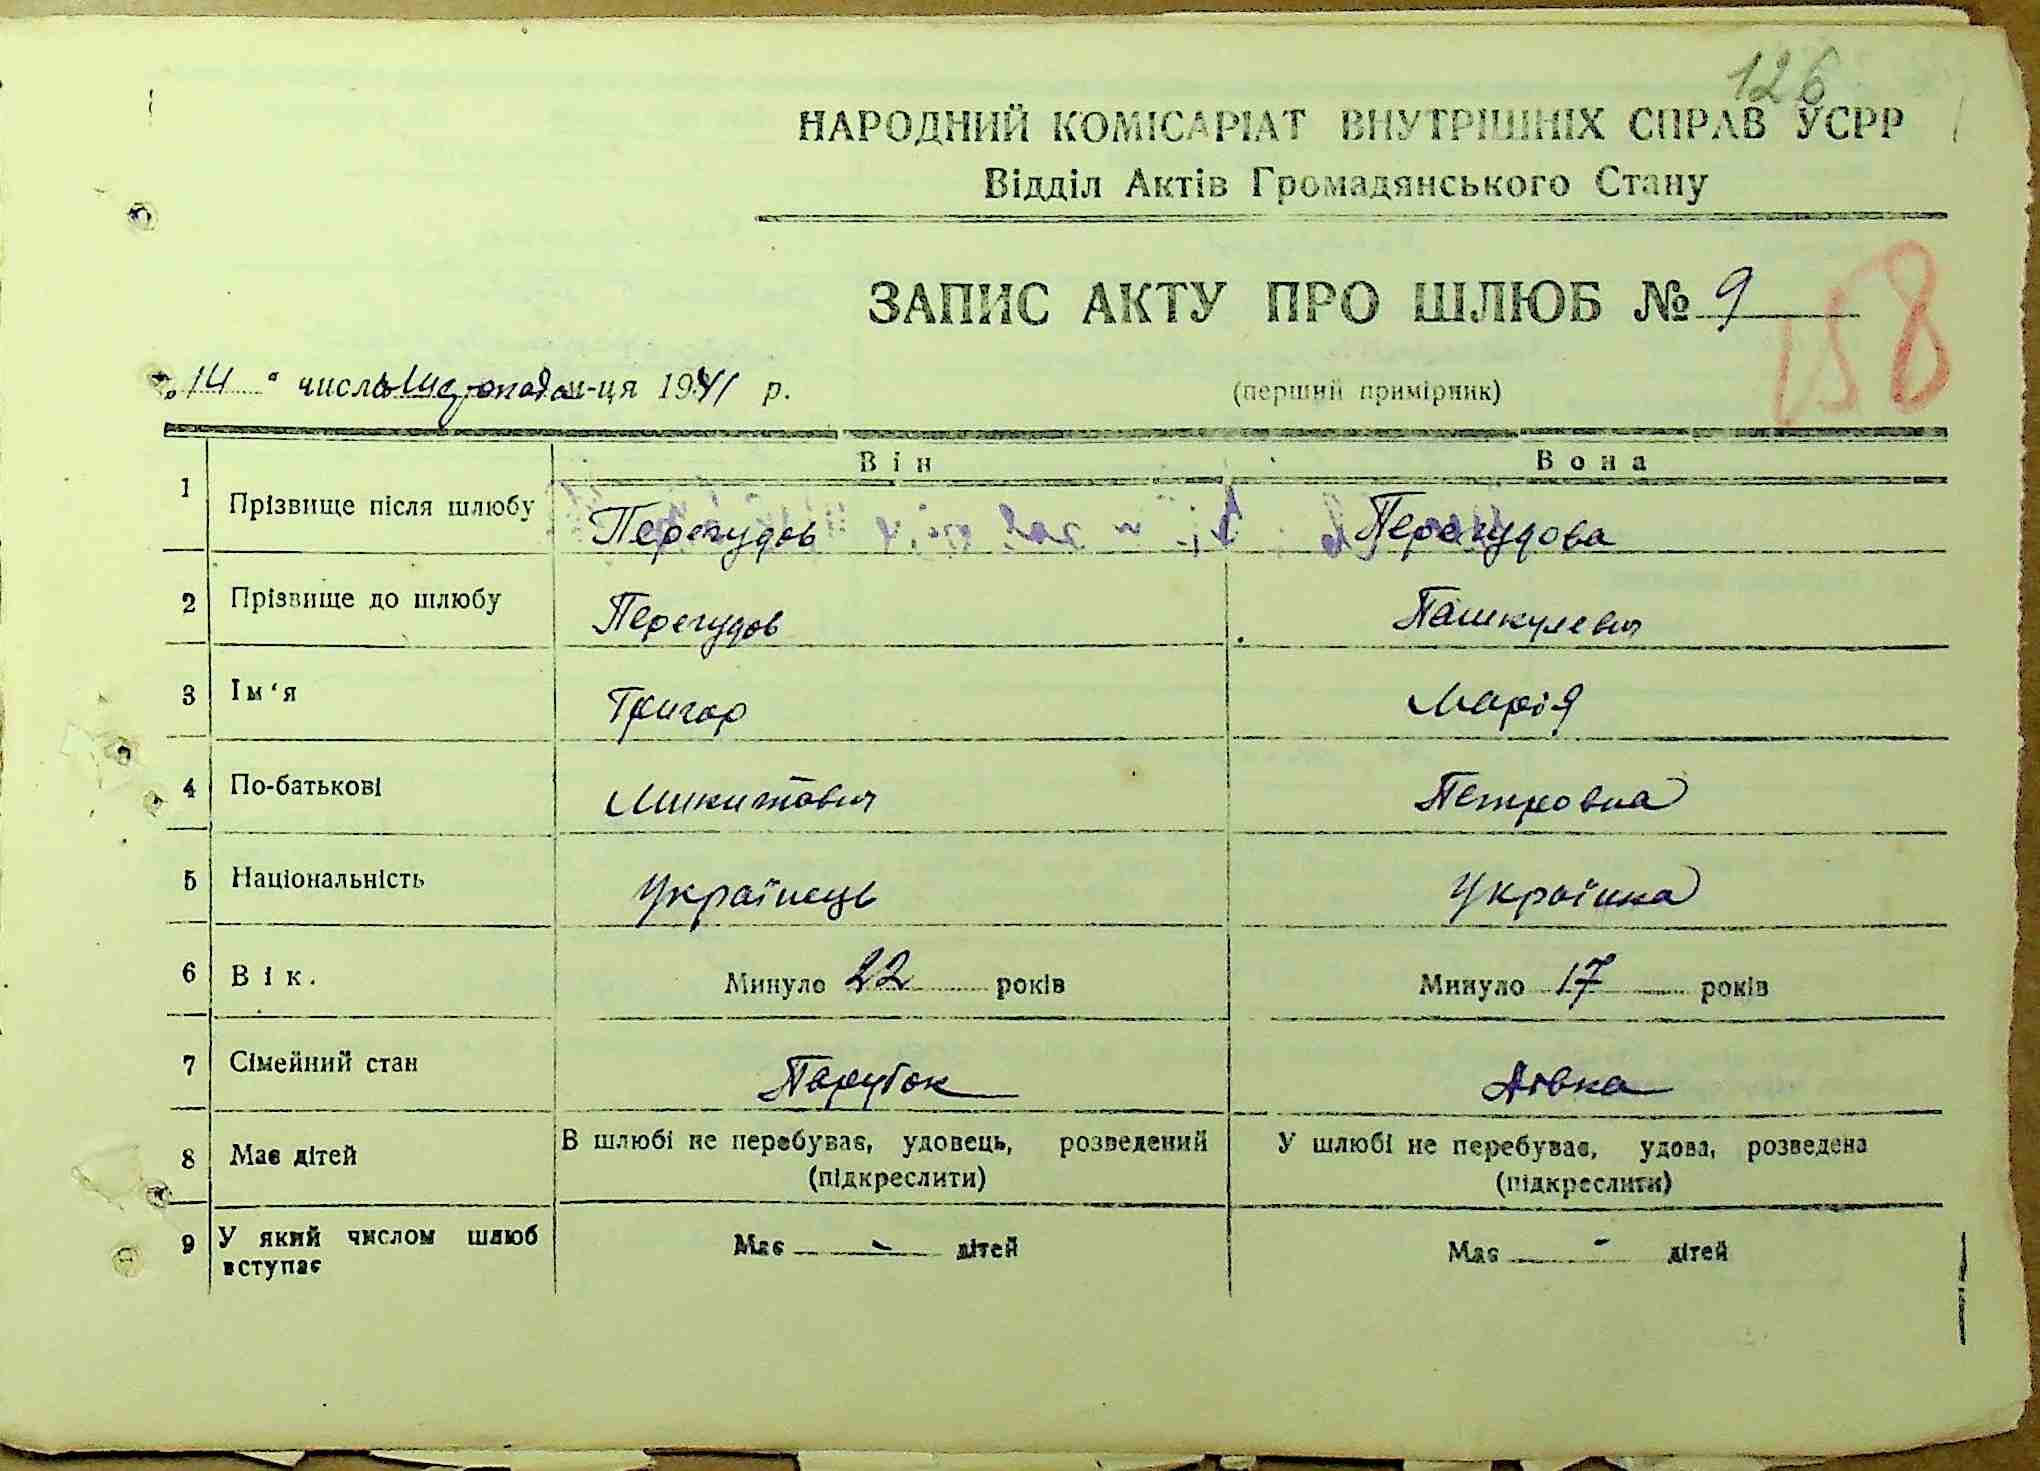 126
НАРОДНИЙ КОМІСАРІАТ ВНУТРІШНІХ СПРАВ УСРР
Відділ Актів Громадянського Стану
ЗАПИС АКТУ ПРО ШЛЮБ № 9
158
„14“ числа листопада м-ця 1941 р.
(перший примірник)
Він Вона
1 Прізвище після шлюбу Перегудов Перегудова
2 Прізвище до шлюбу Перегудов Пашкулевич
3 Ім‘я Григор Марія
4 По-батькові Микитович Петровна
5 Національність Українець Українка
6 Вік. Минуло 22 років Минуло 17 років
7 Сімейний стан Парубок Дівка
8 Має дітей В шлюбі не перебуває, удовець, розведений У шлюбі не перебуває, удова, розведена
(підкреслити) (підкреслити)
9 У який числом шлюб Має - дітей Має - дітей
вступає